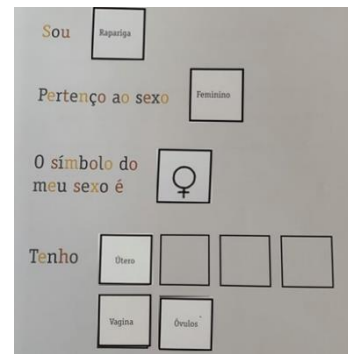 Sou Rapariga
Pertenço ao sexo Feminino
O símbolo do
meu sexo é ♀
Tenho Útero
Vagina Óvulos